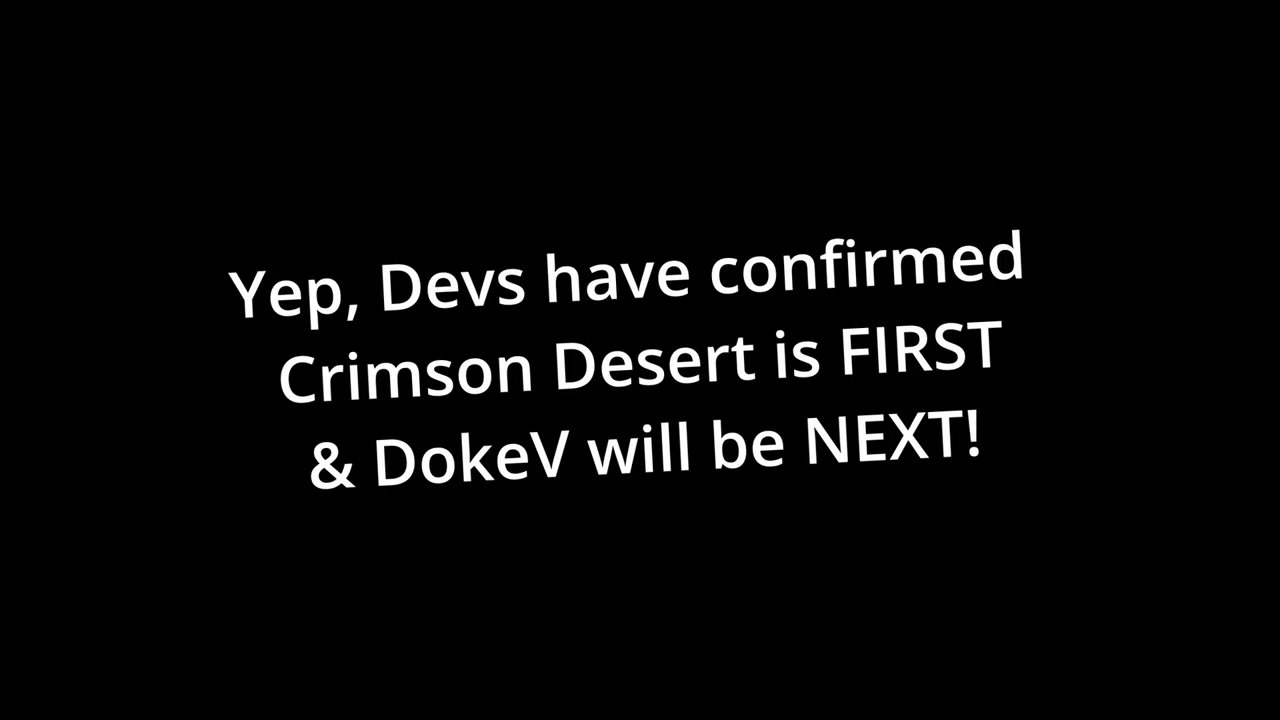 Yep, Devs have confirmed
Crimson Desert is FIRST
& DokeV will be NEXT!